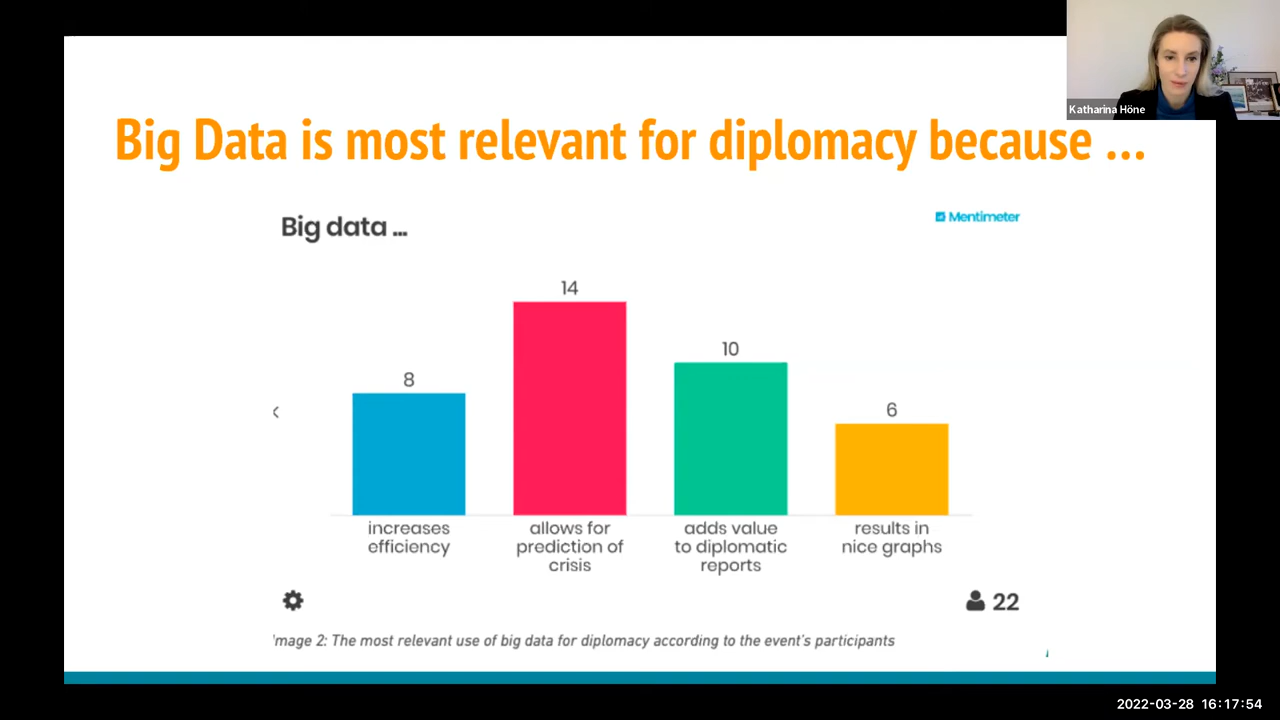 Katharina Höne
Big Data is most relevant for diplomacy because ...
Big data ...
Mentimeter
14
10
8
6
increases
efficiency
allows for
prediction of
crisis
adds value
to diplomatic
reports
results in
nice graphs
22
mage 2: The most relevant use of big data for diplomacy according to the event's participants
2022-03-28 16:17:54